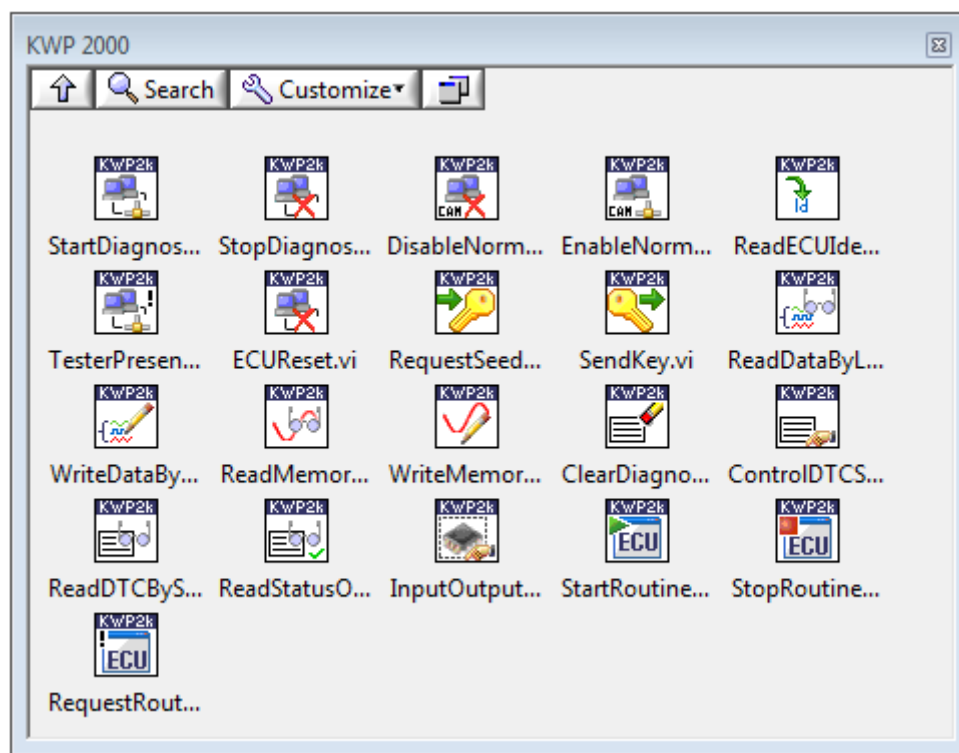 KWP 2000
Search Customize
KWP2k KWP2k KWP2k KWP2k KWP2k
CAN CAN Id
StartDiagnos... StopDiagnos... DisableNorm... EnableNorm... ReadECUIde...
KWP2k KWP2k KWP2k KWP2k KWP2k
!
TesterPresen... ECUReset.vi RequestSeed... SendKey.vi ReadDataByL...
KWP2k KWP2k KWP2k KWP2k KWP2k
WriteDataBy... ReadMemor... WriteMemor... ClearDiagno... ControlDTCS...
KWP2k KWP2k KWP2k KWP2k KWP2k
ECU ECU
ReadDTCByS... ReadStatusO... InputOutput... StartRoutine... StopRoutine...
KWP2k
! ECU
RequestRout...